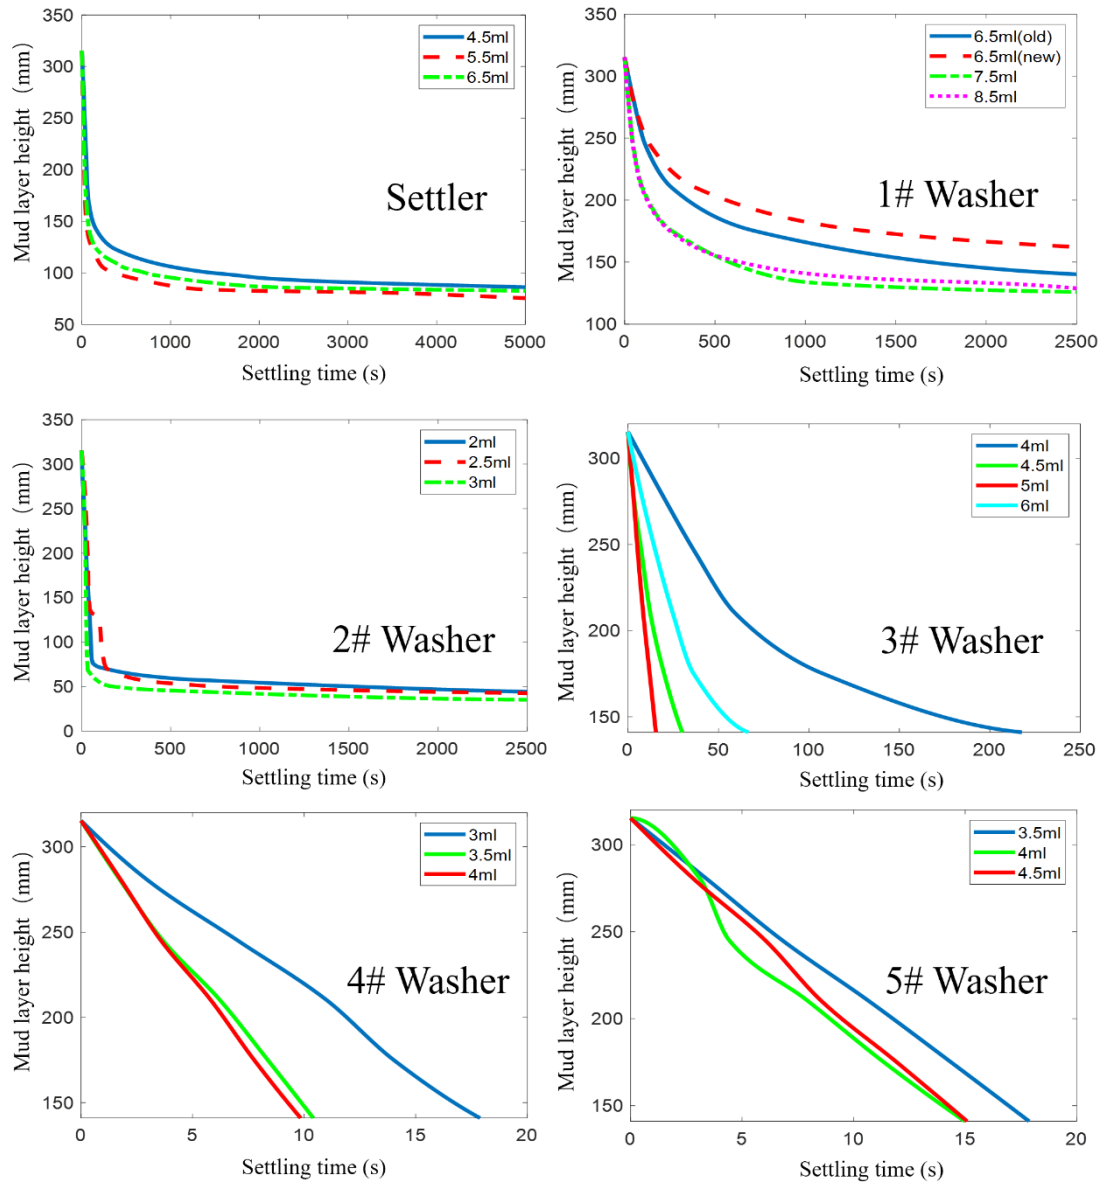 350
300
250
200
150
100
50
0
1000
2000
3000
4000
5000
Mud layer height (mm)
Settling time (s)
Settler
4.5ml
5.5ml
6.5ml
350
300
250
200
150
100
0
500
1000
1500
2000
2500
Mud layer height (mm)
Settling time (s)
1# Washer
6.5ml(old)
6.5ml(new)
7.5ml
8.5ml
350
300
250
200
150
100
50
0
0
500
1000
1500
2000
2500
Mud layer height (mm)
Settling time (s)
2# Washer
2ml
2.5ml
3ml
300
250
200
150
0
50
100
150
200
250
Mud layer height (mm)
Settling time (s)
3# Washer
4ml
4.5ml
5ml
6ml
300
250
200
150
0
5
10
15
20
Mud layer height (mm)
Settling time (s)
4# Washer
3ml
3.5ml
4ml
300
250
200
150
0
5
10
15
20
Mud layer height (mm)
Settling time (s)
5# Washer
3.5ml
4ml
4.5ml